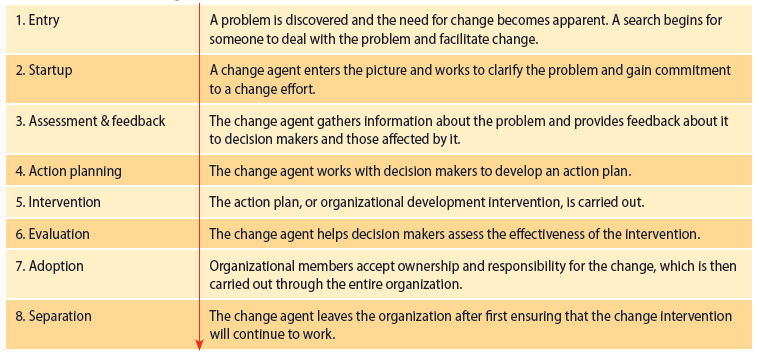 1. Entry
A problem is discovered and the need for change becomes apparent. A search begins for
someone to deal with the problem and facilitate change.
2. Startup
A change agent enters the picture and works to clarify the problem and gain commitment
to a change effort.
3. Assessment & feedback
The change agent gathers information about the problem and provides feedback about it
to decision makers and those affected by it.
4. Action planning
The change agent works with decision makers to develop an action plan.
5. Intervention
The action plan, or organizational development intervention, is carried out.
6. Evaluation
The change agent helps decision makers assess the effectiveness of the intervention.
7. Adoption
Organizational members accept ownership and responsibility for the change, which is then
carried out through the entire organization.
8. Separation
The change agent leaves the organization after first ensuring that the change intervention
will continue to work.